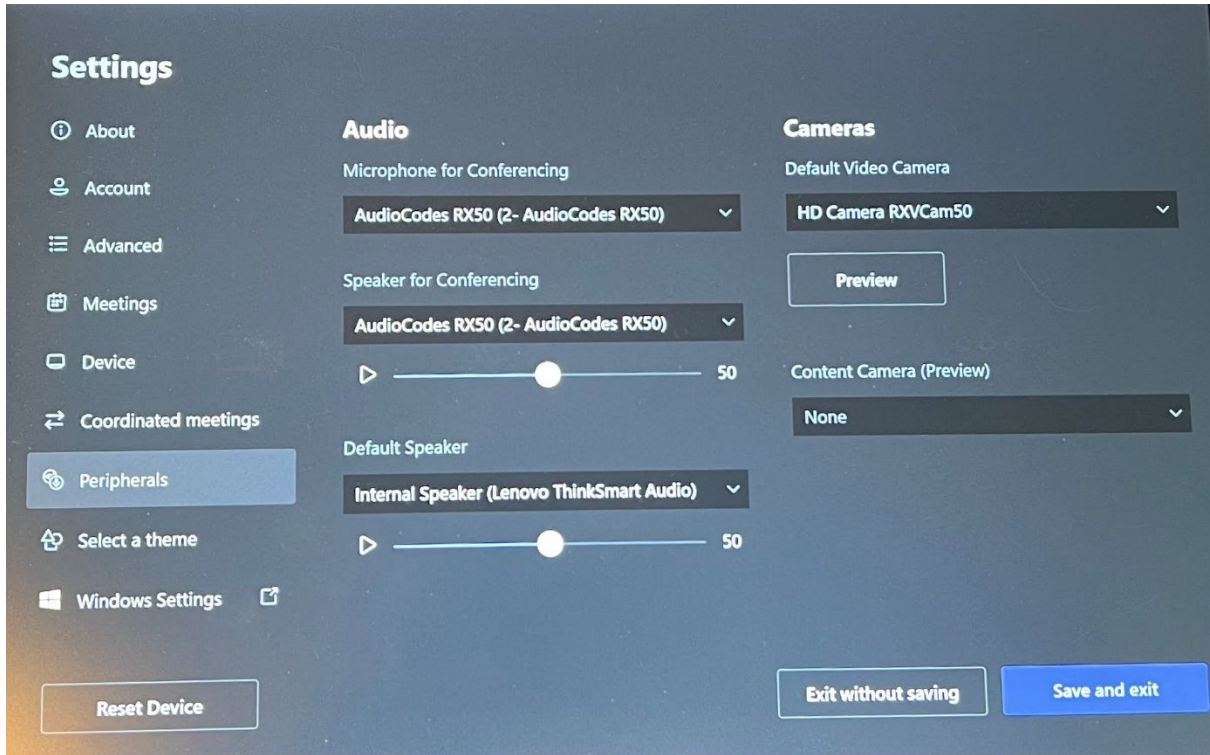 Settings
About
Account
Advanced
Meetings
Device
Coordinated meetings
Peripherals
Select a theme
Windows Settings
Reset Device
Audio
Microphone for Conferencing
AudioCodes RX50 (2- AudioCodes RX50)
Speaker for Conferencing
AudioCodes RX50 (2- AudioCodes RX50)
50
Default Speaker
Internal Speaker (Lenovo ThinkSmart Audio)
50
Cameras
Default Video Camera
HD Camera RXVCam50
Preview
Content Camera (Preview)
None
Exit without saving
Save and exit